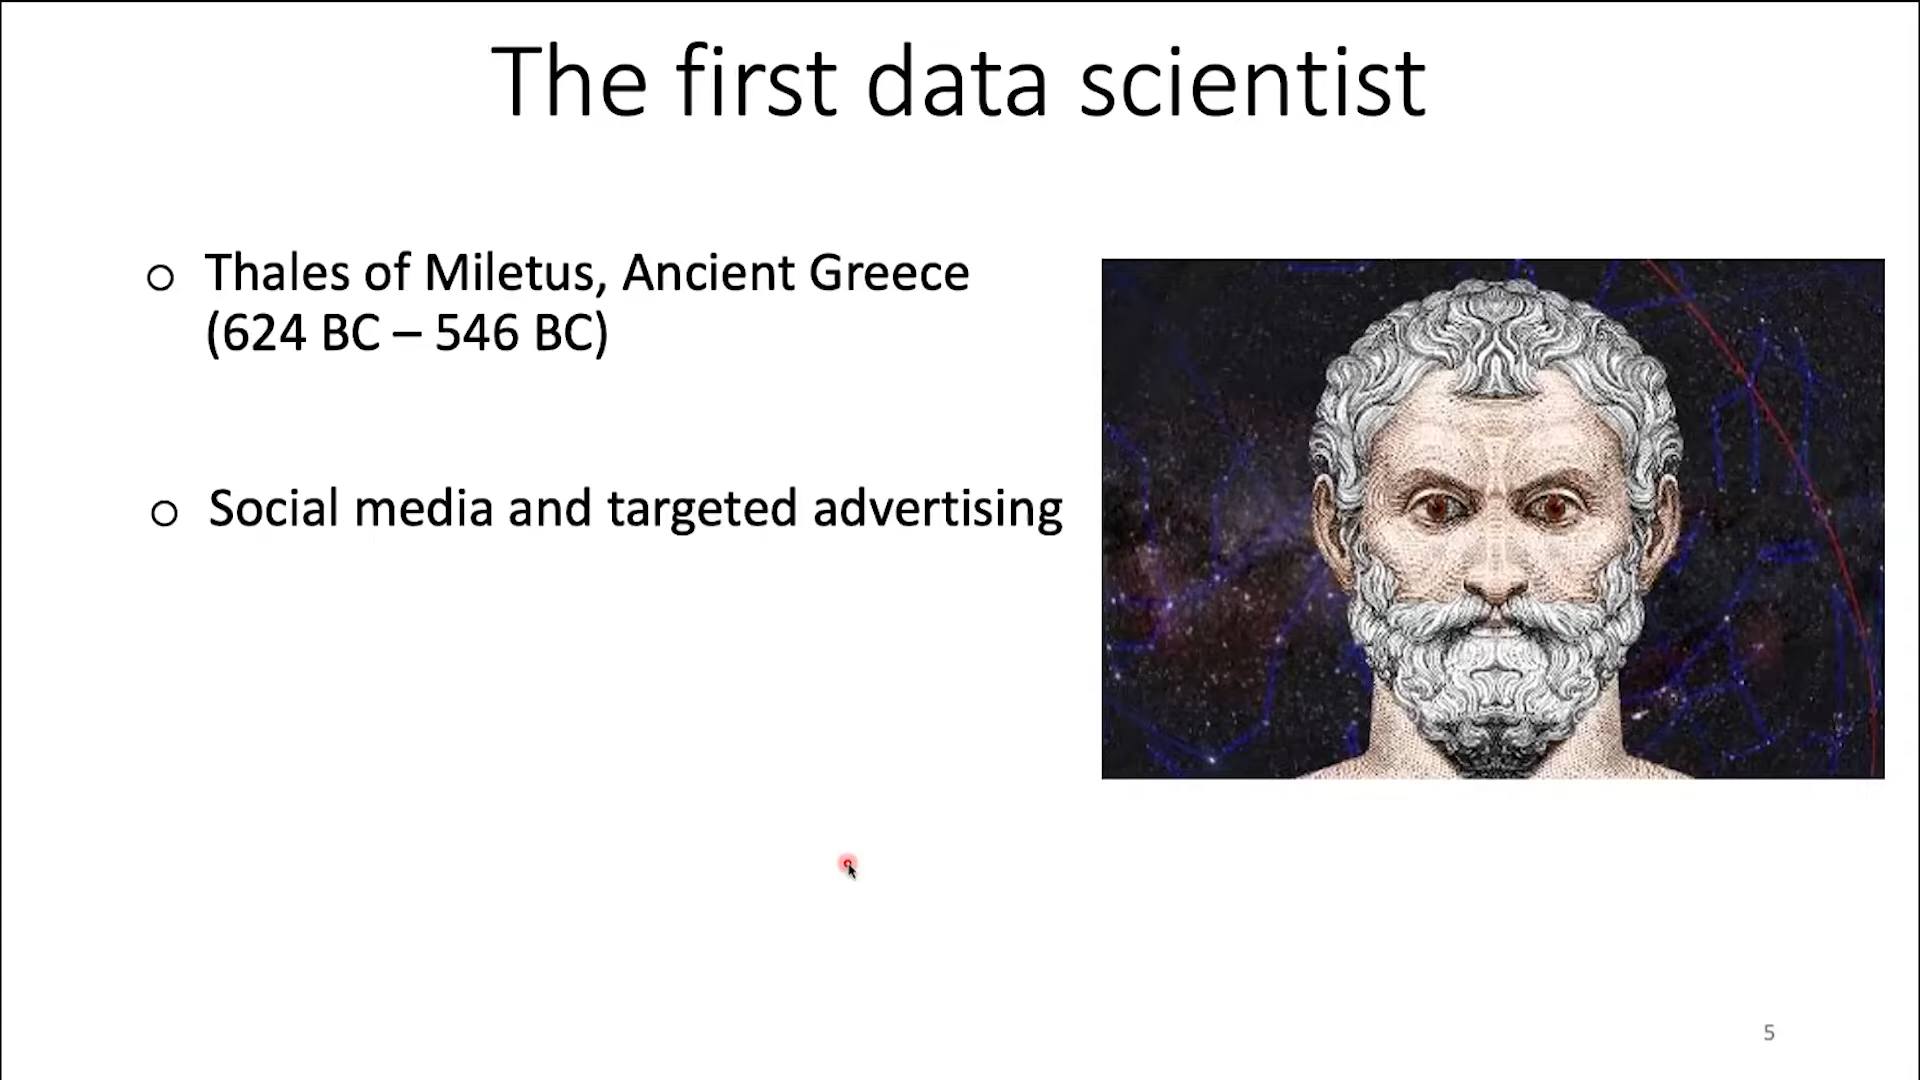 The first data scientist
Thales of Miletus, Ancient Greece
(624 BC – 546 BC)
Social media and targeted advertising
5